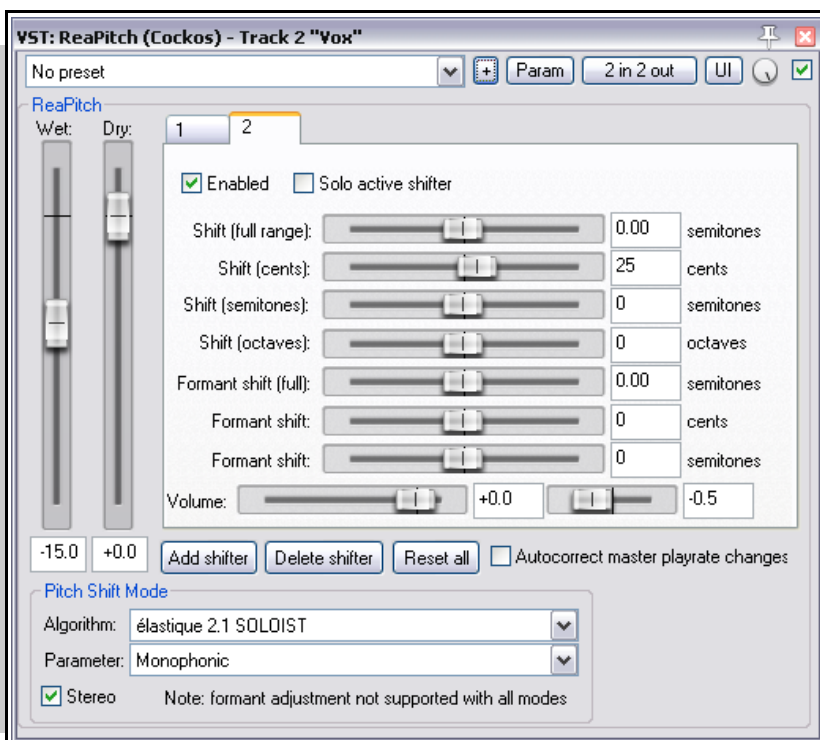 VST: ReaPitch (Cockos) - Track 2 "Vox"
No preset + Param 2 in 2 out UI
ReaPitch
Wet: Dry: 1 2
Enabled Solo active shifter
Shift (full range): 0.00 semitones
Shift (cents): 25 cents
Shift (semitones): 0 semitones
Shift (octaves): 0 octaves
Formant shift (full): 0.00 semitones
Formant shift: 0 cents
Formant shift: 0 semitones
Volume: +0.0 -0.5
-15.0 +0.0 Add shifter Delete shifter Reset all Autocorrect master playrate changes
Pitch Shift Mode
Algorithm: élastique 2.1 SOLOIST
Parameter: Monophonic
Stereo Note: formant adjustment not supported with all modes